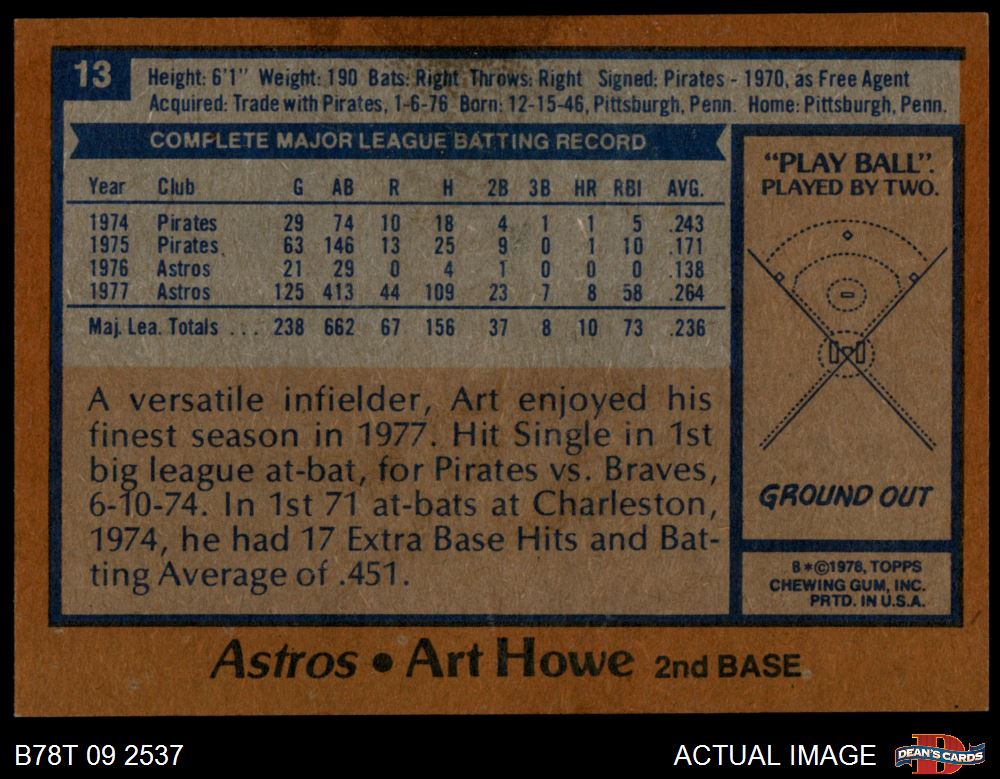 13
Height: 6'1" Weight: 190 Bats: Right Throws: Right Signed: Pirates - 1970, as Free Agent
Acquired: Trade with Pirates, 1-6-76 Born: 12-15-46, Pittsburgh, Penn. Home: Pittsburgh, Penn.
COMPLETE MAJOR LEAGUE BATTING RECORD
Year Club G AB R H 2B 3B HR RBI AVG.
1974 Pirates 29 74 10 18 4 1 1 5 .243
1975 Pirates 63 146 13 25 9 0 1 10 .171
1976 Astros 21 29 0 4 1 0 0 0 .138
1977 Astros 125 413 44 109 23 7 8 58 .264
Maj. Lea. Totals . . . 238 662 67 156 37 8 10 73 .236
A versatile infielder, Art enjoyed his
finest season in 1977. Hit Single in 1st
big league at-bat, for Pirates vs. Braves,
6-10-74. In 1st 71 at-bats at Charleston,
1974, he had 17 Extra Base Hits and Bat-
ting Average of .451.
"PLAY BALL".
PLAYED BY TWO.
GROUND OUT
B*©1978, TOPPS
CHEWING GUM, INC.
PRTD. IN U.S.A.
Astros • Art Howe 2nd BASE
B78T 09 2537
ACTUAL IMAGE
DEAN'S CARDS